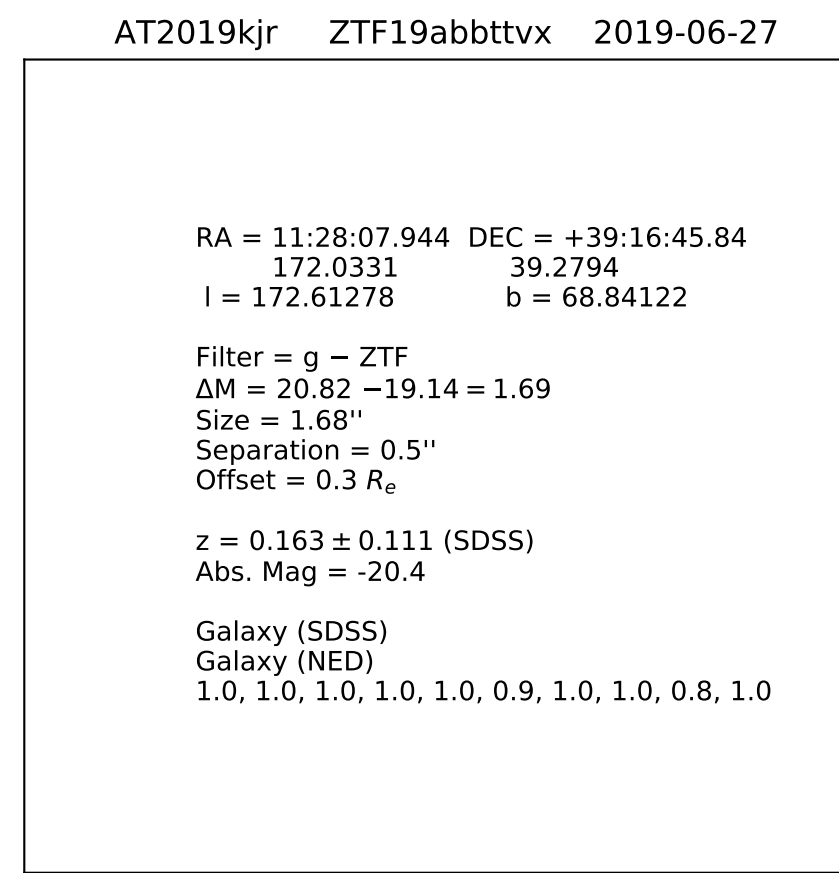 AT2019kjr ZTF19abbttvx 2019-06-27
RA = 11:28:07.944 DEC = +39:16:45.84
172.0331 39.2794
l = 172.61278 b = 68.84122
Filter = g − ZTF
ΔM = 20.82 −19.14 = 1.69
Size = 1.68''
Separation = 0.5''
Offset = 0.3 Rₑ
z = 0.163 ± 0.111 (SDSS)
Abs. Mag = -20.4
Galaxy (SDSS)
Galaxy (NED)
1.0, 1.0, 1.0, 1.0, 1.0, 0.9, 1.0, 1.0, 0.8, 1.0